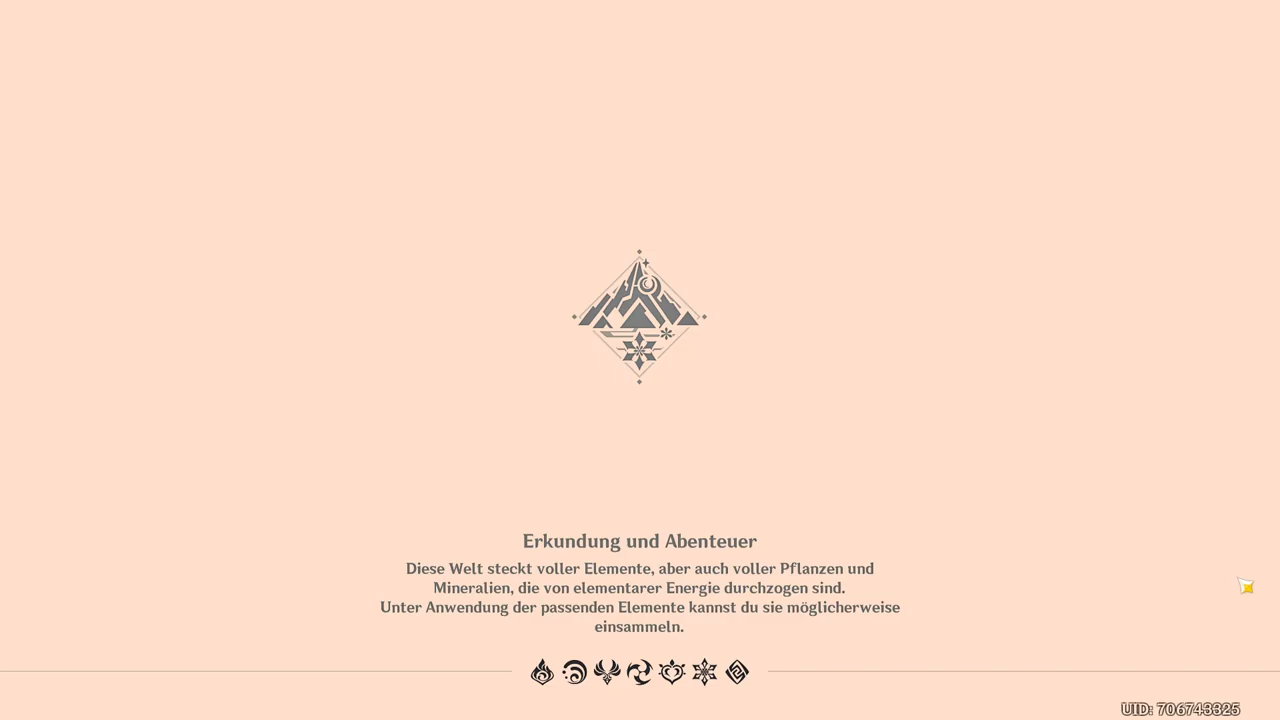 Erkundung und Abenteuer
Diese Welt steckt voller Elemente, aber auch voller Pflanzen und
Mineralien, die von elementarer Energie durchzogen sind.
Unter Anwendung der passenden Elemente kannst du sie möglicherweise
einsammeln.
UID: 706743325